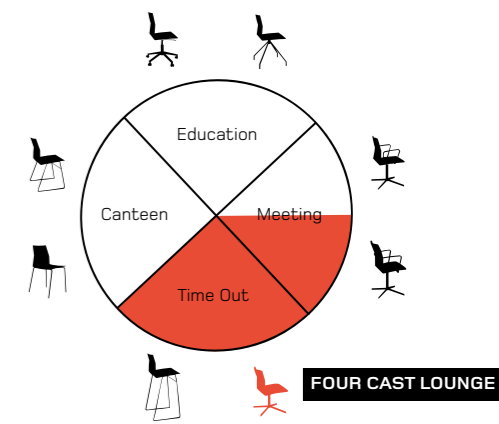 Education
Canteen
Meeting
Time Out
FOUR CAST LOUNGE